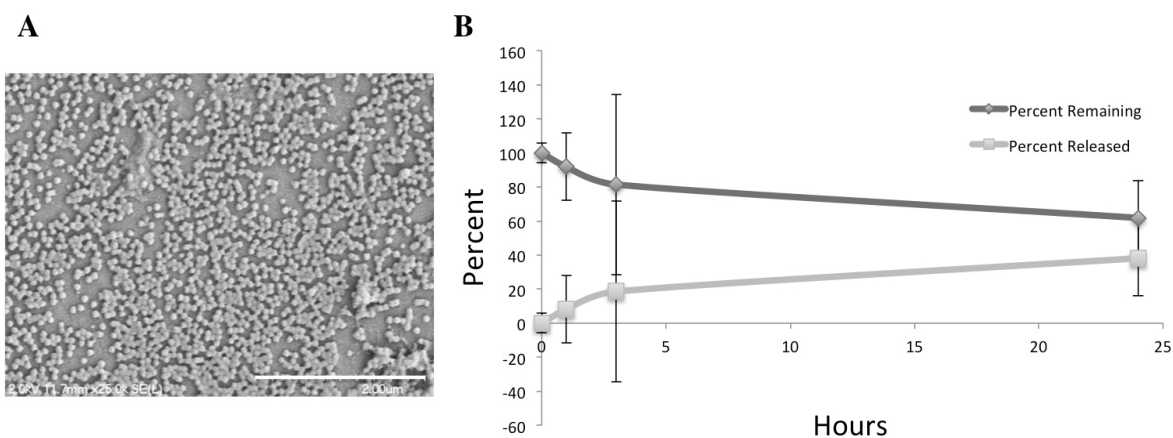 A
B
2.0kV 11.7mm x25.0k SE(L)
2.00um
160
140
120
100
80
60
40
20
0
-20
-40
-60
0
5
10
15
20
25
Percent
Hours
Percent Remaining
Percent Released